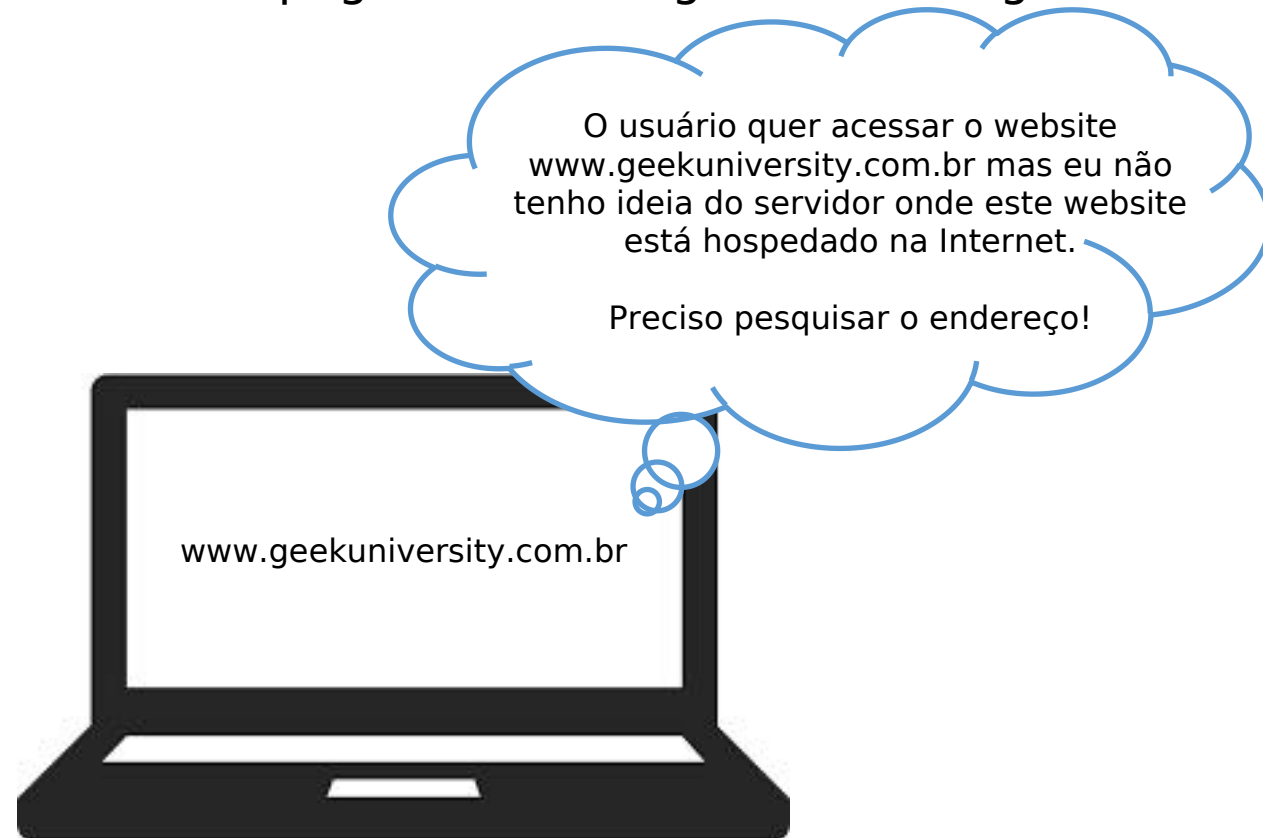 O usuário quer acessar o website
www.geekuniversity.com.br mas eu não
tenho ideia do servidor onde este website
está hospedado na Internet.
Preciso pesquisar o endereço!
www.geekuniversity.com.br